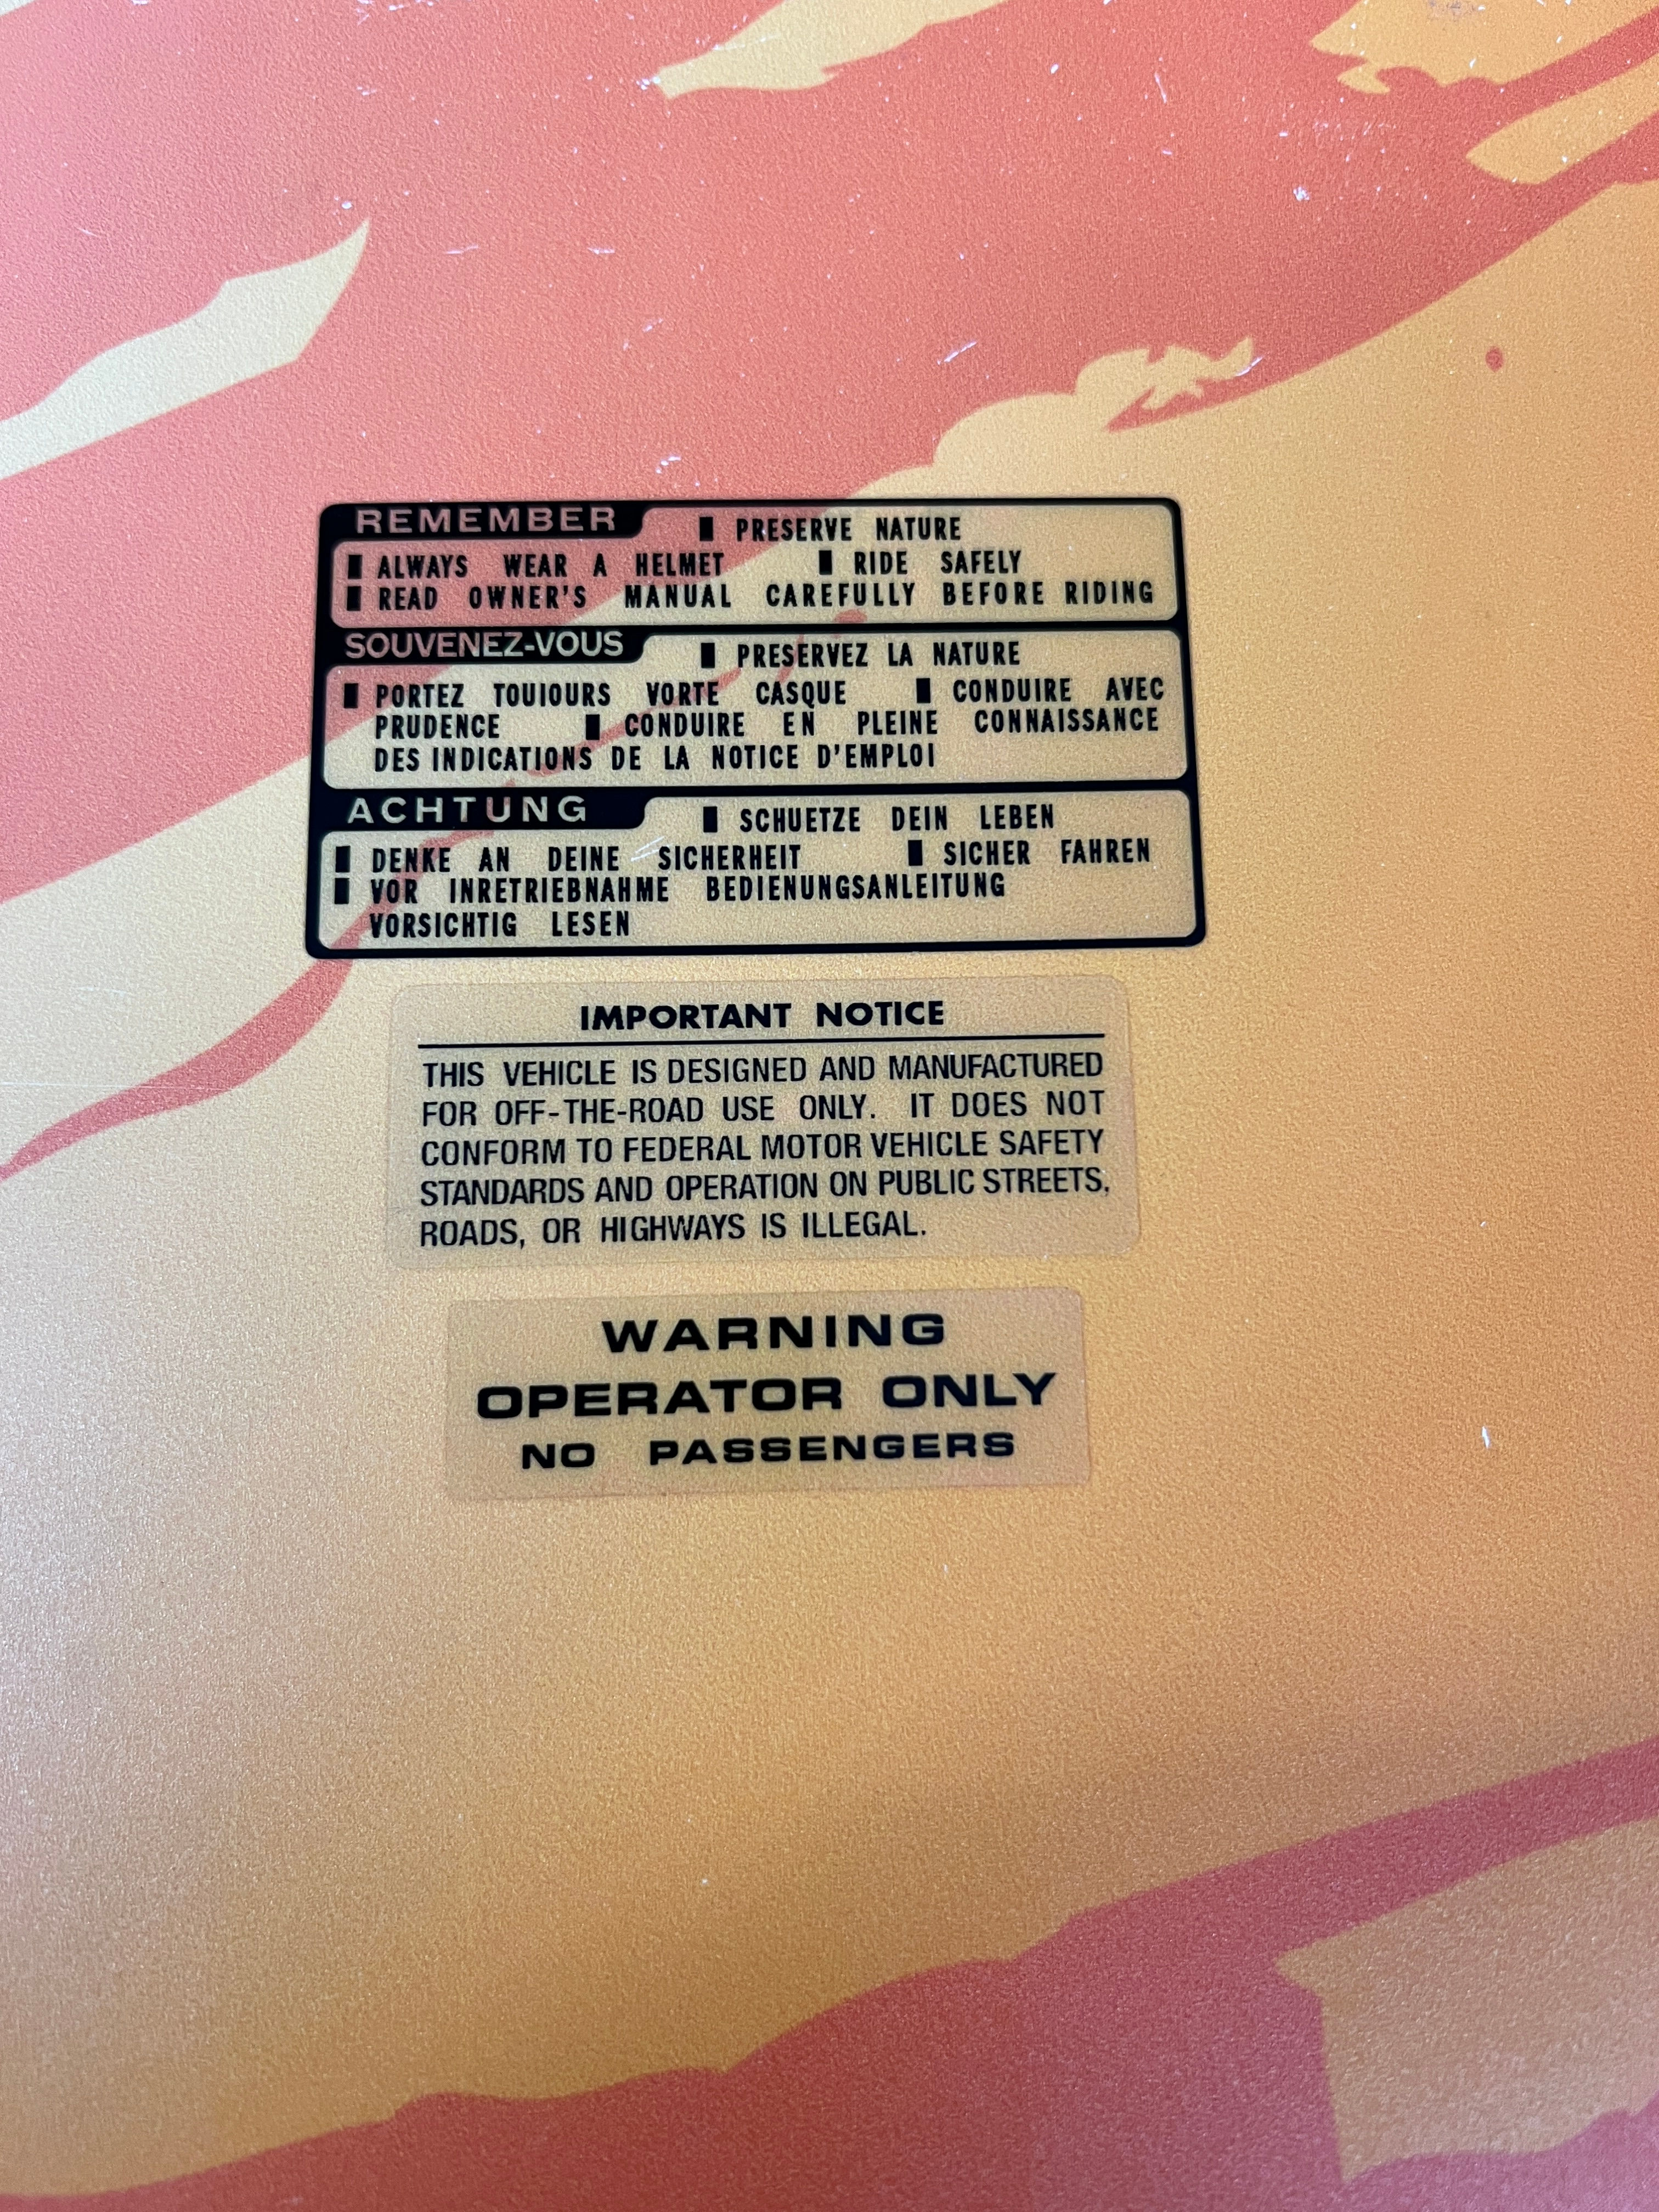 REMEMBER ▮ PRESERVE NATURE
▮ ALWAYS WEAR A HELMET ▮ RIDE SAFELY
▮ READ OWNER'S MANUAL CAREFULLY BEFORE RIDING
SOUVENEZ-VOUS ▮ PRESERVEZ LA NATURE
▮ PORTEZ TOUIOURS VORTE CASQUE ▮ CONDUIRE AVEC
PRUDENCE ▮ CONDUIRE EN PLEINE CONNAISSANCE
DES INDICATIONS DE LA NOTICE D'EMPLOI
ACHTUNG ▮ SCHUETZE DEIN LEBEN
▮ DENKE AN DEINE SICHERHEIT ▮ SICHER FAHREN
▮ VOR INRETRIEBNAHME BEDIENUNGSANLEITUNG
VORSICHTIG LESEN
IMPORTANT NOTICE
THIS VEHICLE IS DESIGNED AND MANUFACTURED
FOR OFF-THE-ROAD USE ONLY. IT DOES NOT
CONFORM TO FEDERAL MOTOR VEHICLE SAFETY
STANDARDS AND OPERATION ON PUBLIC STREETS,
ROADS, OR HIGHWAYS IS ILLEGAL.
WARNING
OPERATOR ONLY
NO PASSENGERS